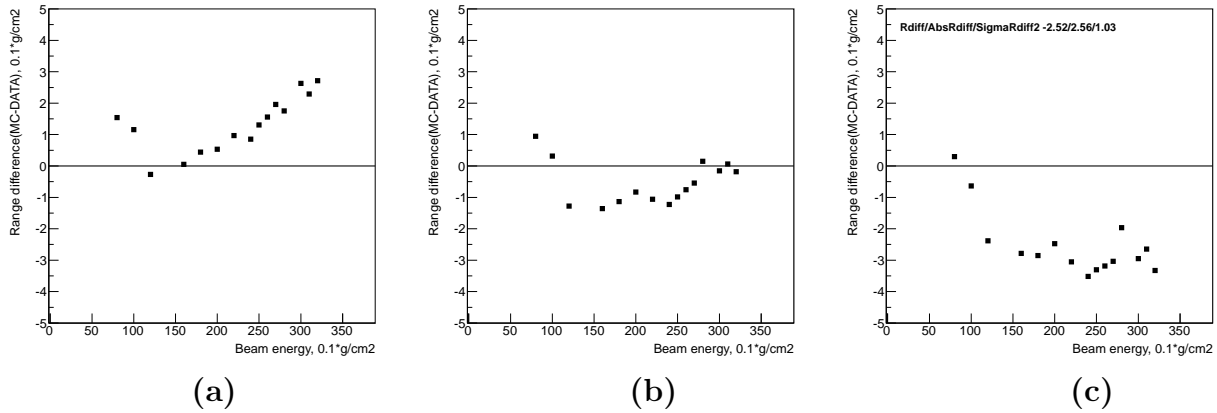 Range difference(MC-DATA), 0.1*g/cm2
5
4
3
2
1
0
-1
-2
-3
-4
-5
0 50 100 150 200 250 300 350
Beam energy, 0.1*g/cm2
(a)
Range difference(MC-DATA), 0.1*g/cm2
5
4
3
2
1
0
-1
-2
-3
-4
-5
0 50 100 150 200 250 300 350
Beam energy, 0.1*g/cm2
(b)
Range difference(MC-DATA), 0.1*g/cm2
Rdiff/AbsRdiff/SigmaRdiff2 -2.52/2.56/1.03
5
4
3
2
1
0
-1
-2
-3
-4
-5
0 50 100 150 200 250 300 350
Beam energy, 0.1*g/cm2
(c)